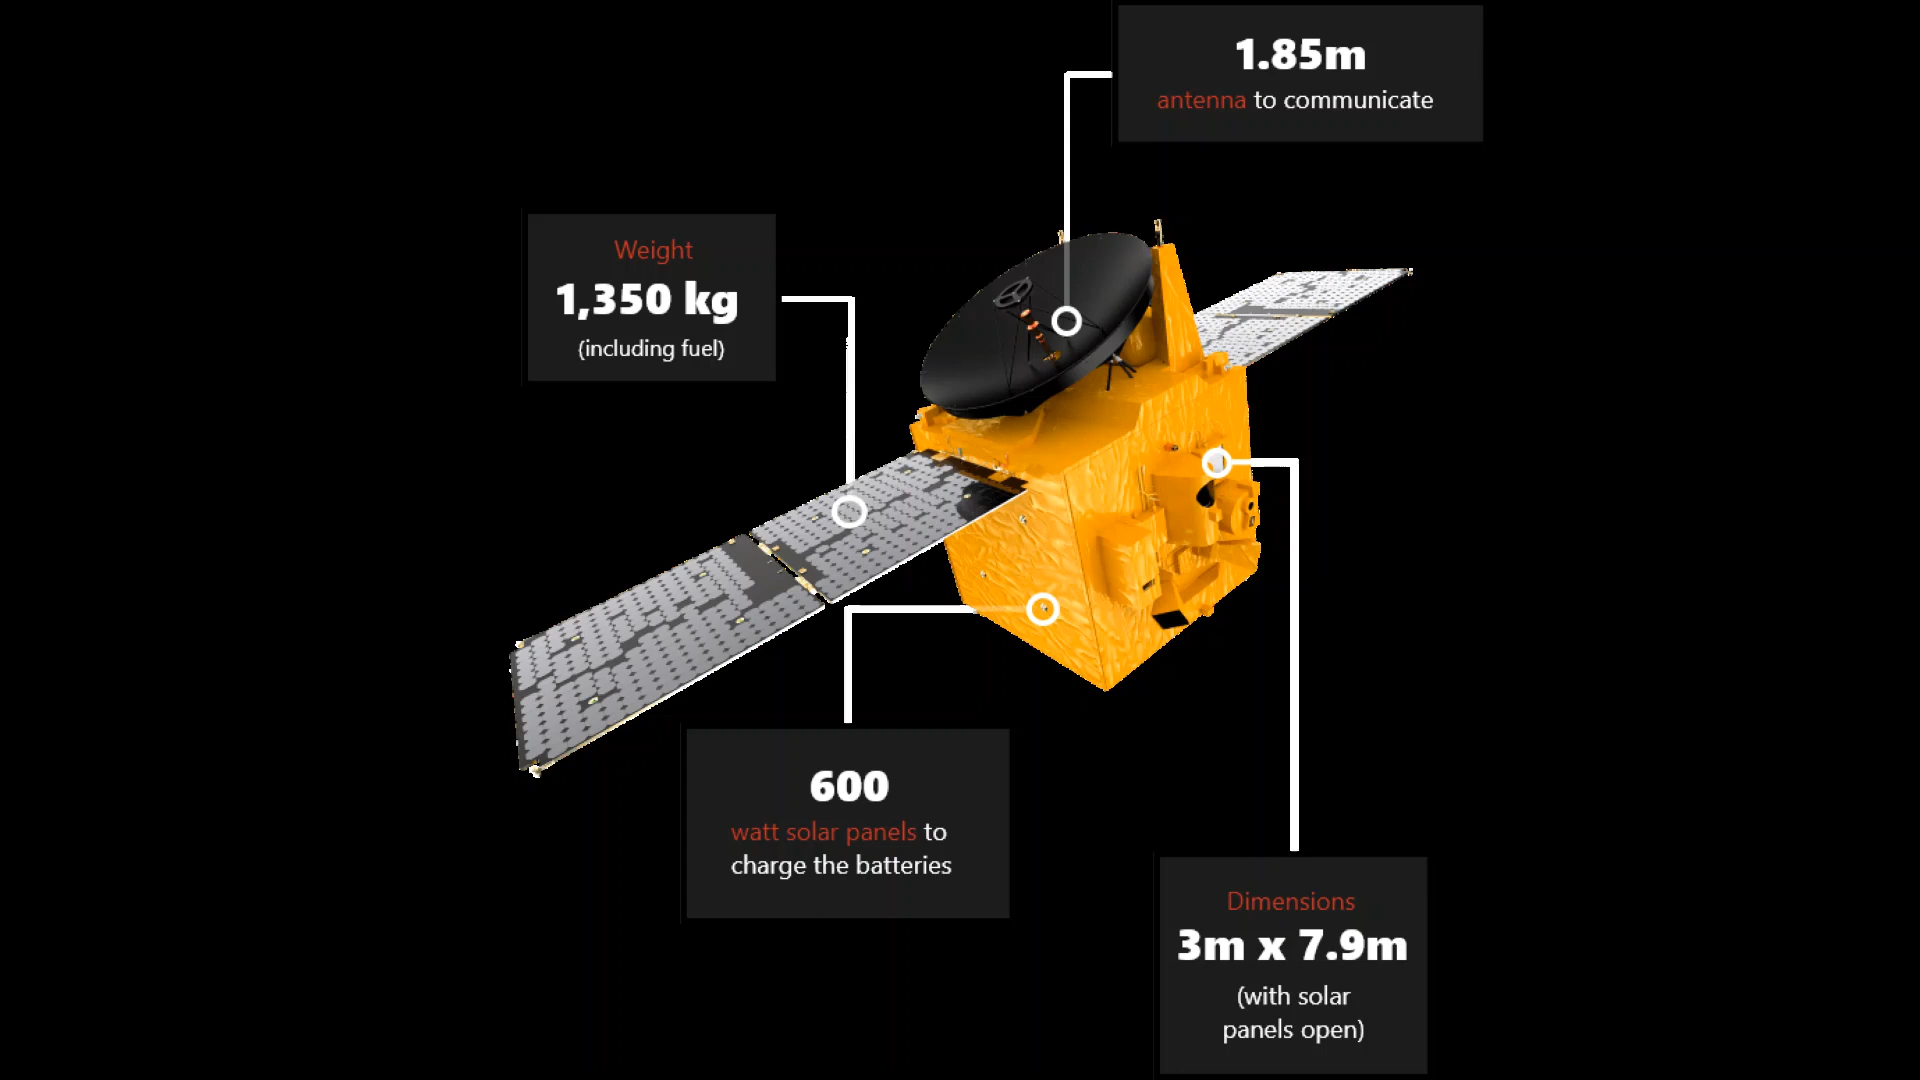 1.85m
antenna to communicate
Weight
1,350 kg
(including fuel)
600
watt solar panels to
charge the batteries
Dimensions
3m x 7.9m
(with solar
panels open)